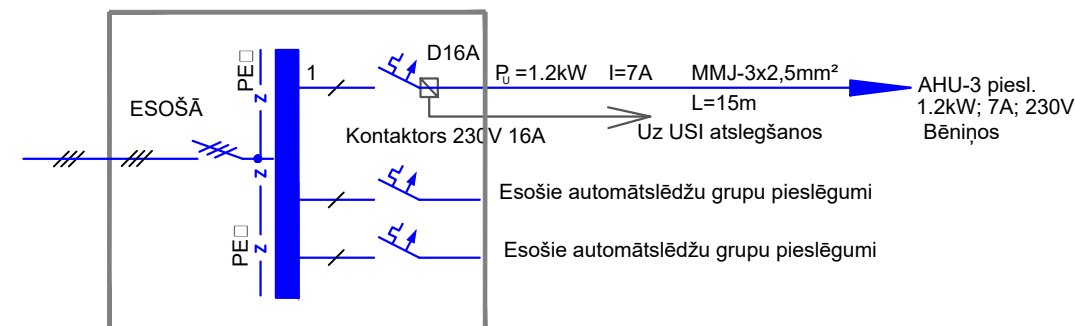 PE□
D16A
1
Pu=1.2kW I=7A MMJ-3x2,5mm²
AHU-3 piesl.
ESOŠĀ
L=15m
1.2kW; 7A; 230V
Kontaktors 230V 16A
Uz USI atslegšanos
Bēniņos
Esošie automātslēdžu grupu pieslēgumi
PE□
Esošie automātslēdžu grupu pieslēgumi